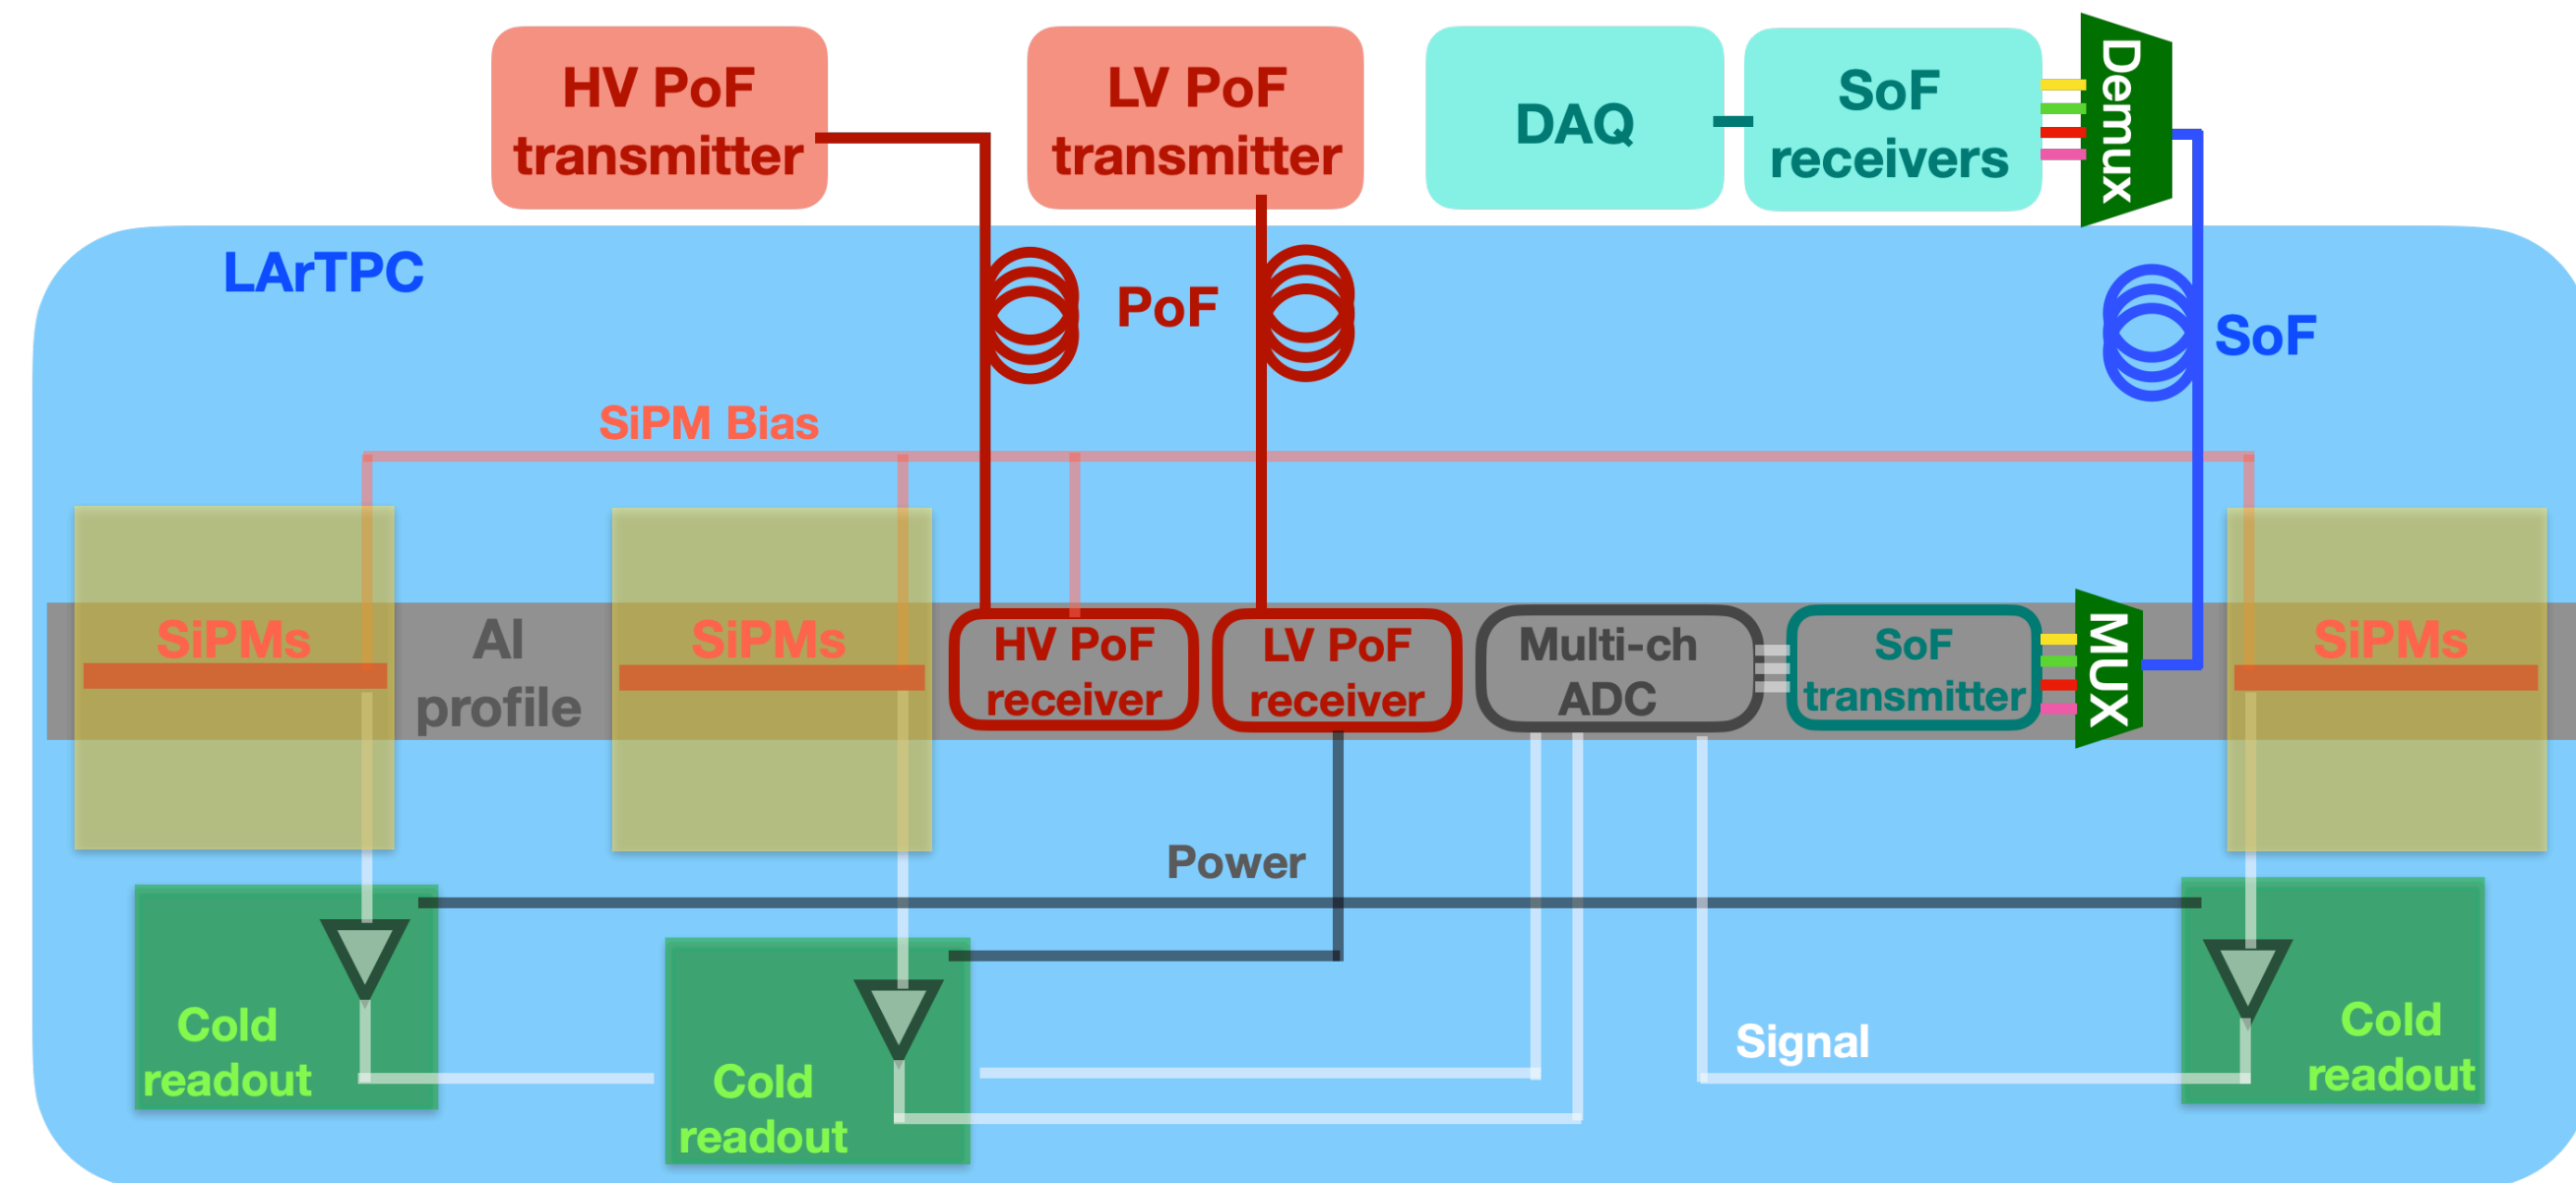 HV PoF
transmitter
LV PoF
transmitter
DAQ
SoF
receivers
Demux
LArTPC
PoF
SoF
SiPM Bias
SiPMs
Al
profile
SiPMs
HV PoF
receiver
LV PoF
receiver
Multi-ch
ADC
SoF
transmitter
MUX
SiPMs
Power
Signal
Cold
readout
Cold
readout
Cold
readout